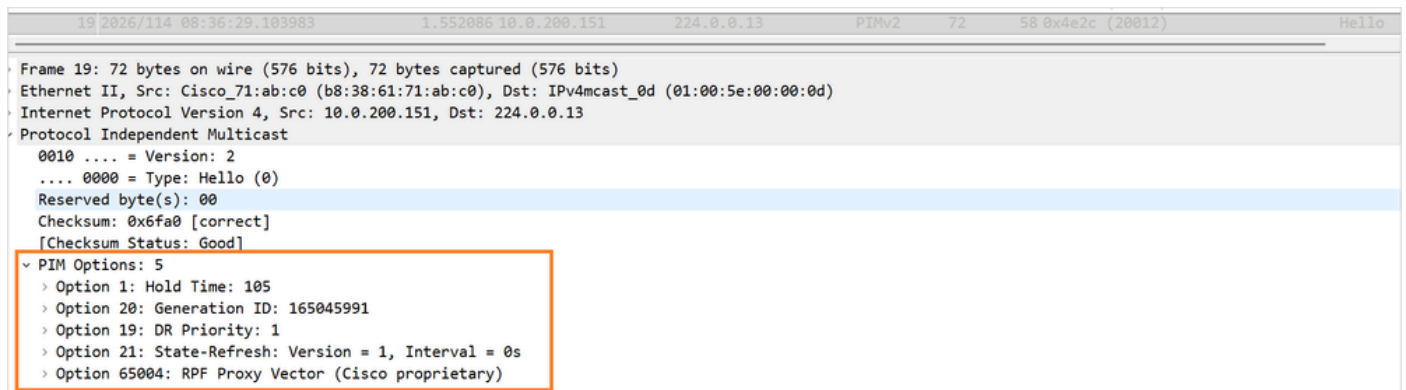 19 2026/114 08:36:29.103983 1.552086 10.0.200.151 224.0.0.13 PIMv2 72 58 0x4e2c (20012) Hello
Frame 19: 72 bytes on wire (576 bits), 72 bytes captured (576 bits)
Ethernet II, Src: Cisco_71:ab:c0 (b8:38:61:71:ab:c0), Dst: IPv4mcast_0d (01:00:5e:00:00:0d)
Internet Protocol Version 4, Src: 10.0.200.151, Dst: 224.0.0.13
Protocol Independent Multicast
0010 .... = Version: 2
.... 0000 = Type: Hello (0)
Reserved byte(s): 00
Checksum: 0x6fa0 [correct]
[Checksum Status: Good]
PIM Options: 5
Option 1: Hold Time: 105
Option 20: Generation ID: 165045991
Option 19: DR Priority: 1
Option 21: State-Refresh: Version = 1, Interval = 0s
Option 65004: RPF Proxy Vector (Cisco proprietary)